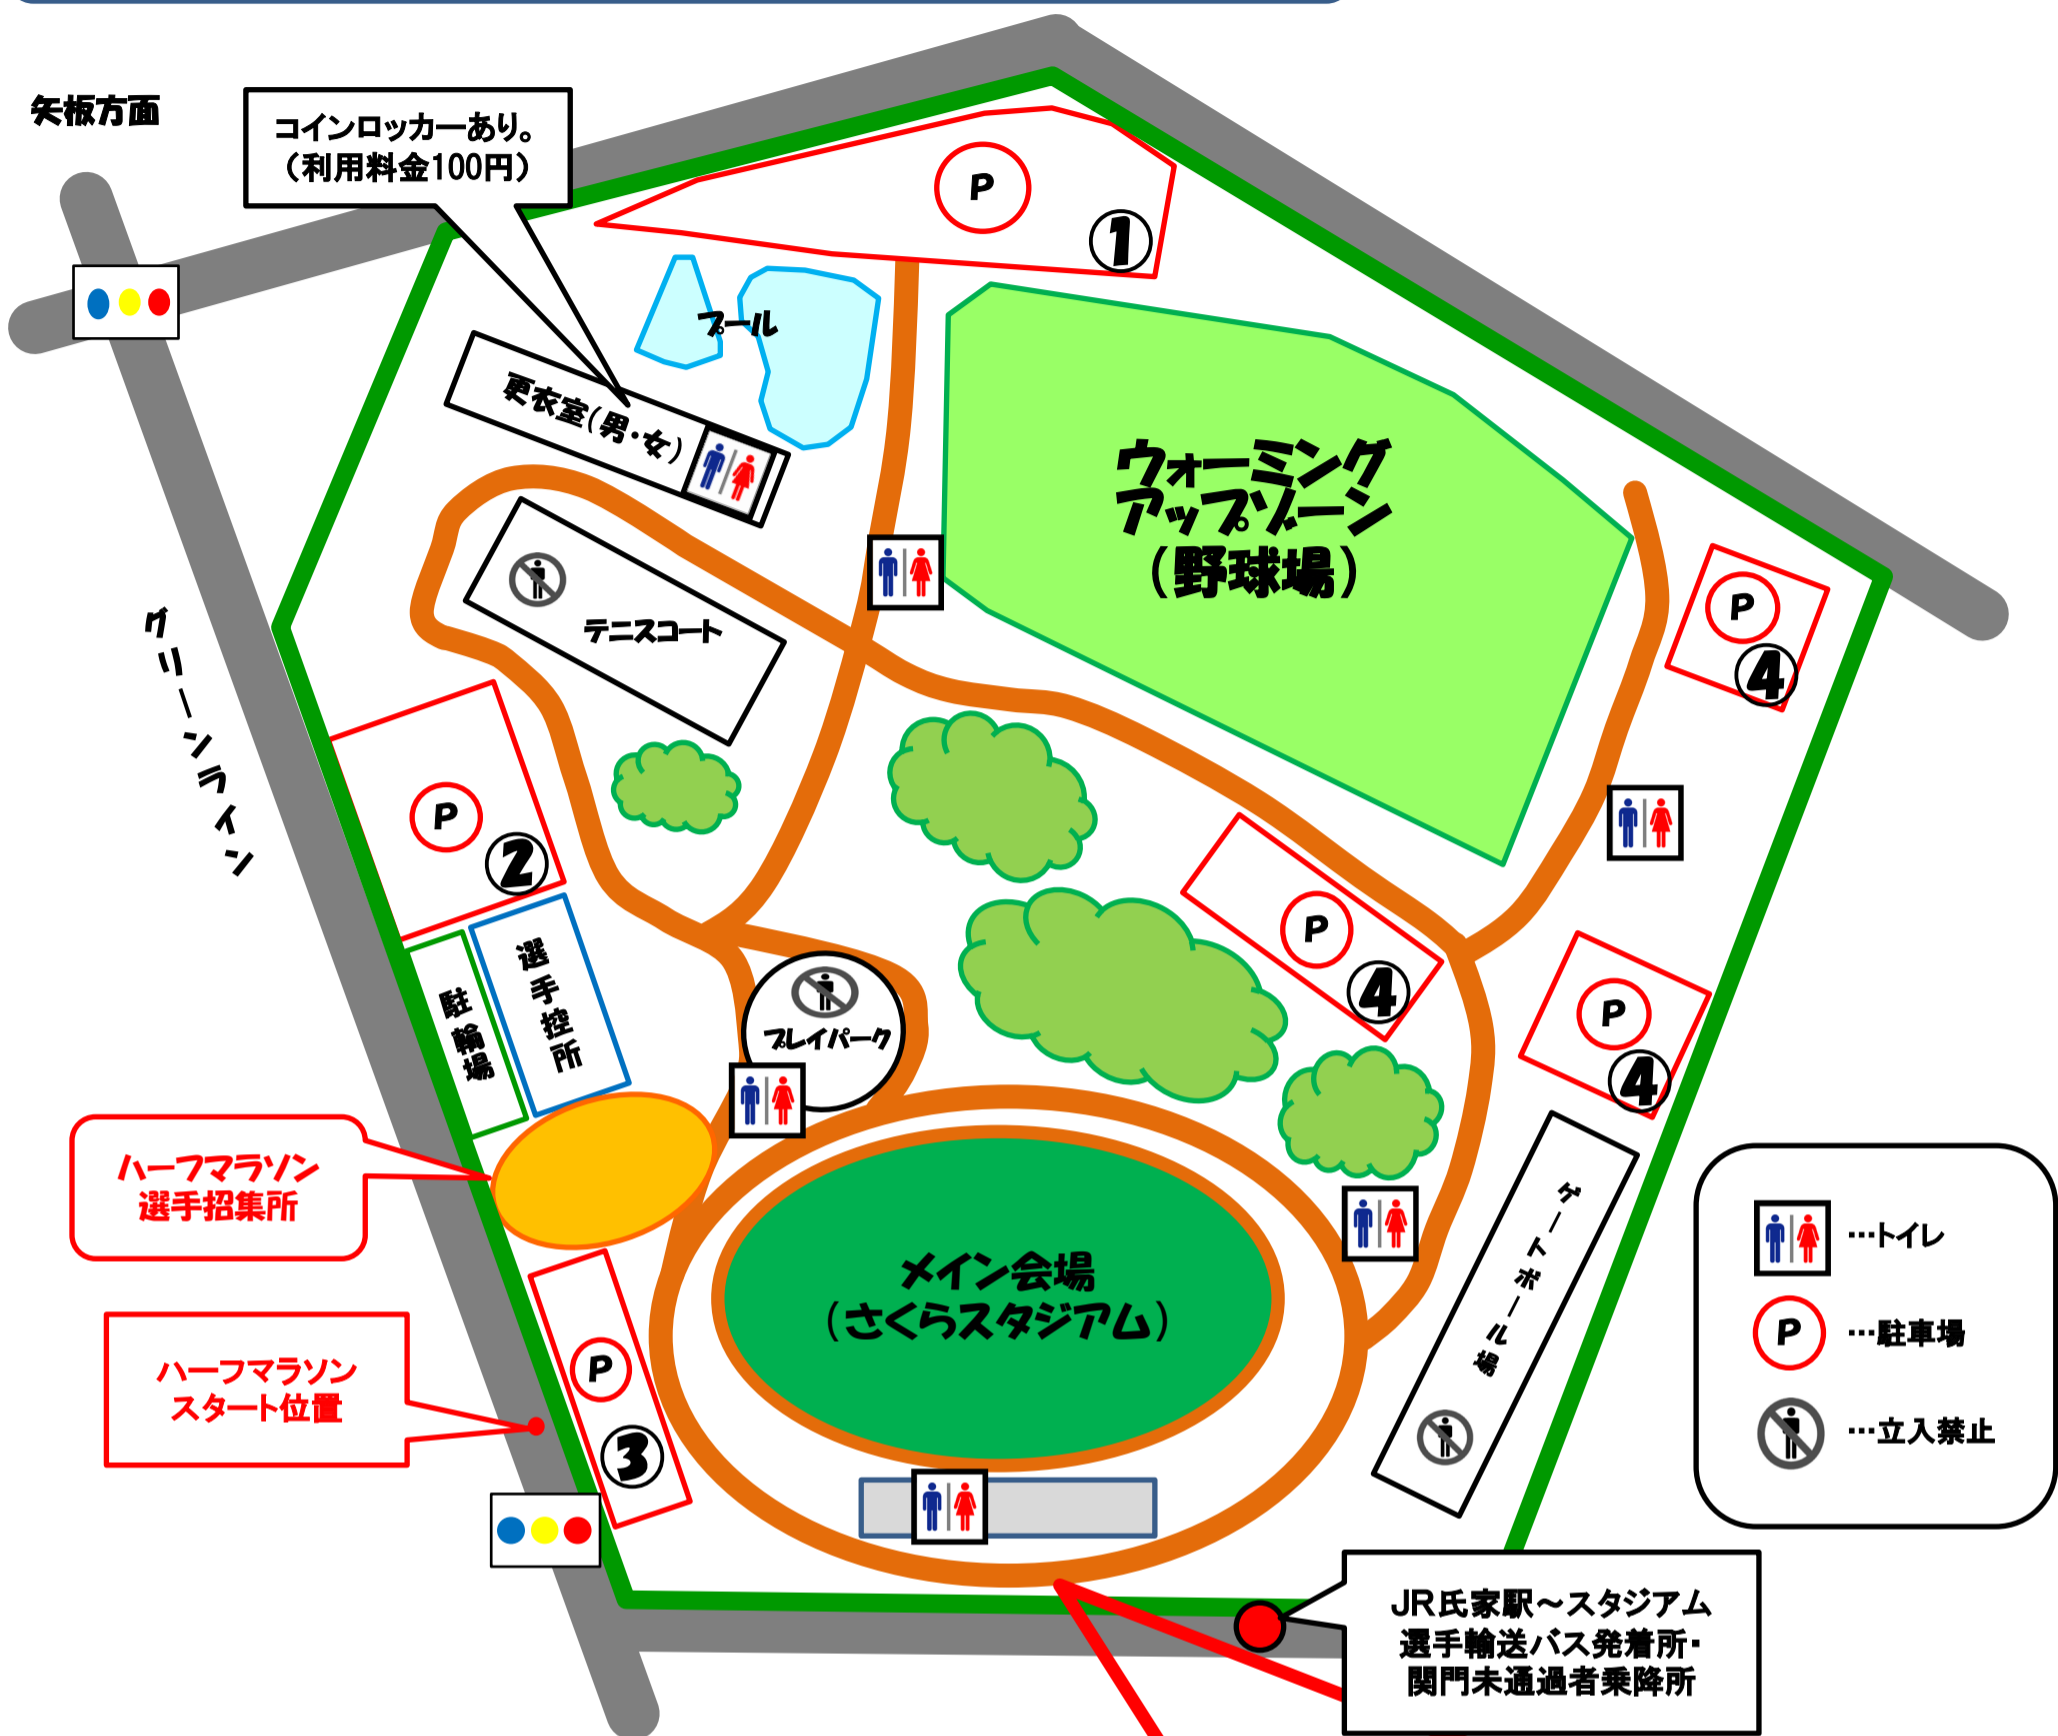 矢板方面
コインロッカーあり。
（利用料金100円）
P
①
プール
更衣室（男・女）
ウォーミング
アップゾーン
（野球場）
テニスコート
P
④
グリーンライン
P
②
選手控所
駐輪場
プレイパーク
P
④
P
④
ハーフマラソン
選手招集所
メイン会場
（さくらスタジアム）
ゲートボール場
…トイレ
P
…駐車場
…立入禁止
ハーフマラソン
スタート位置
P
③
JR氏家駅～スタジアム
選手輸送バス発着所・
関門未通過者乗降所